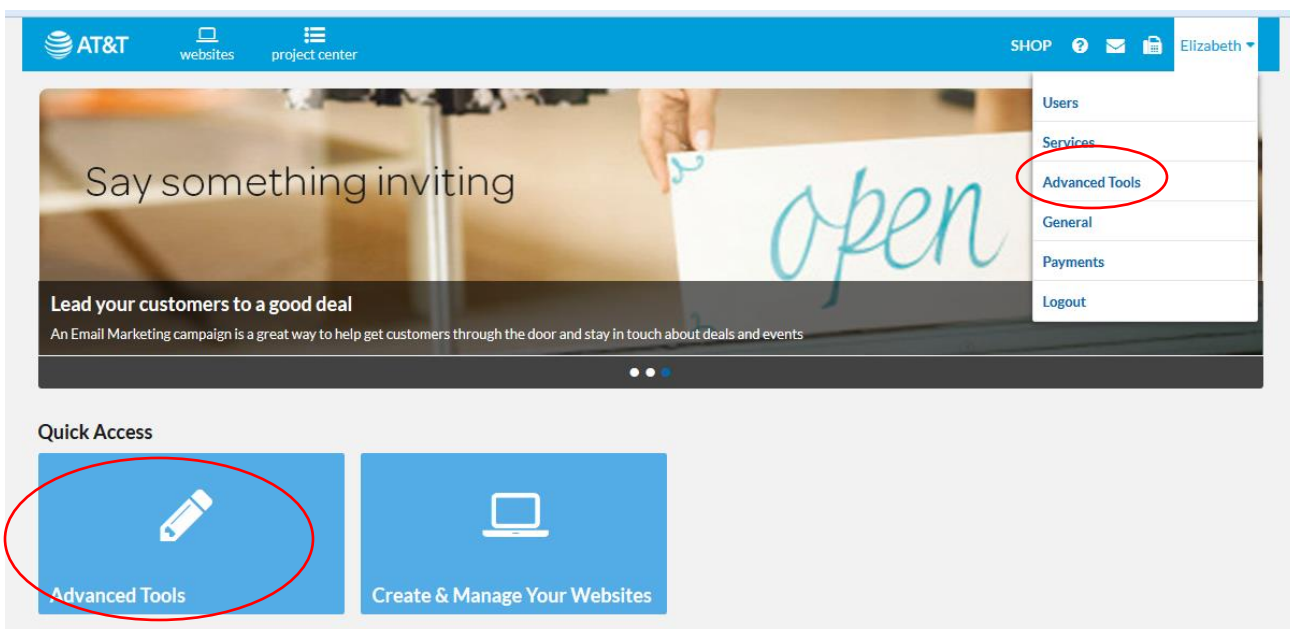 AT&T
websites
project center
SHOP
?
Elizabeth
Users
Services
Advanced Tools
General
Payments
Logout
Say something inviting
open
Lead your customers to a good deal
An Email Marketing campaign is a great way to help get customers through the door and stay in touch about deals and events
Quick Access
Advanced Tools
Create & Manage Your Websites